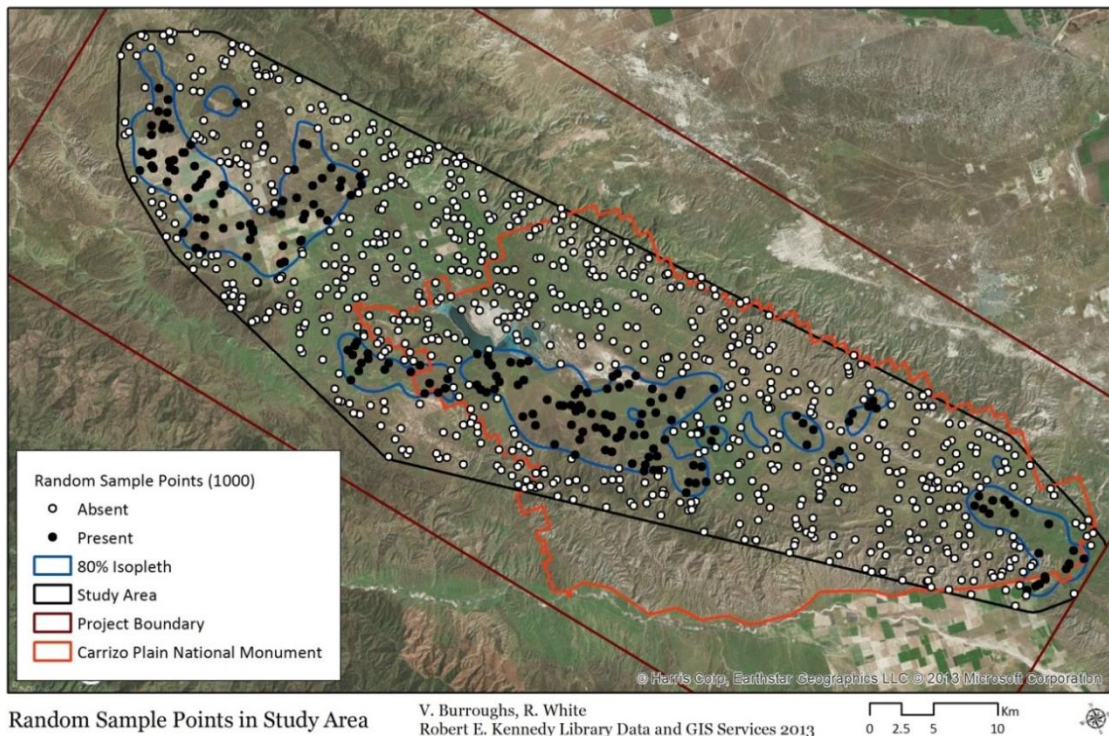 Random Sample Points (1000)
Absent
Present
80% Isopleth
Study Area
Project Boundary
Carrizo Plain National Monument
© Harris Corp, Earthstar Geographics LLC © 2013 Microsoft Corporation
Random Sample Points in Study Area
V. Burroughs, R. White
Robert E. Kennedy Library Data and GIS Services 2013
Km
0 2.5 5 10